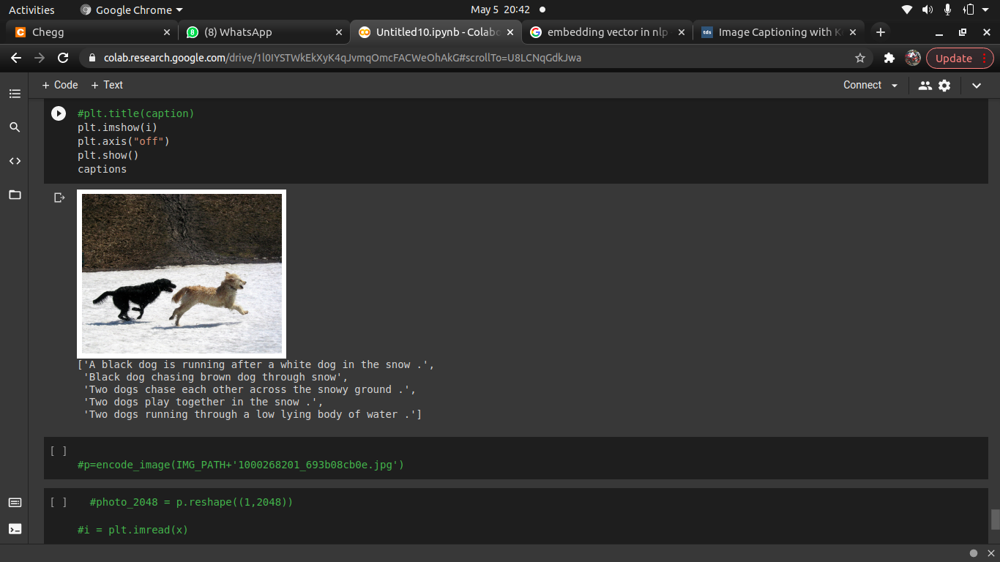 Activities Google Chrome May 5 20:42
Chegg (8) WhatsApp Untitled10.ipynb - Colabo embedding vector in nlp Image Captioning with K
colab.research.google.com/drive/1l0IYSTWkEkXyK4qJvmqOmcFACWeOhAkG#scrollTo=U8LCNqGdkJwa Update
+ Code + Text Connect
#plt.title(caption)
plt.imshow(i)
plt.axis("off")
plt.show()
captions
['A black dog is running after a white dog in the snow .',
'Black dog chasing brown dog through snow',
'Two dogs chase each other across the snowy ground .',
'Two dogs play together in the snow .',
'Two dogs running through a low lying body of water .']
[ ]
#p=encode_image(IMG_PATH+'1000268201_693b08cb0e.jpg')
[ ] #photo_2048 = p.reshape((1,2048))
#i = plt.imread(x)